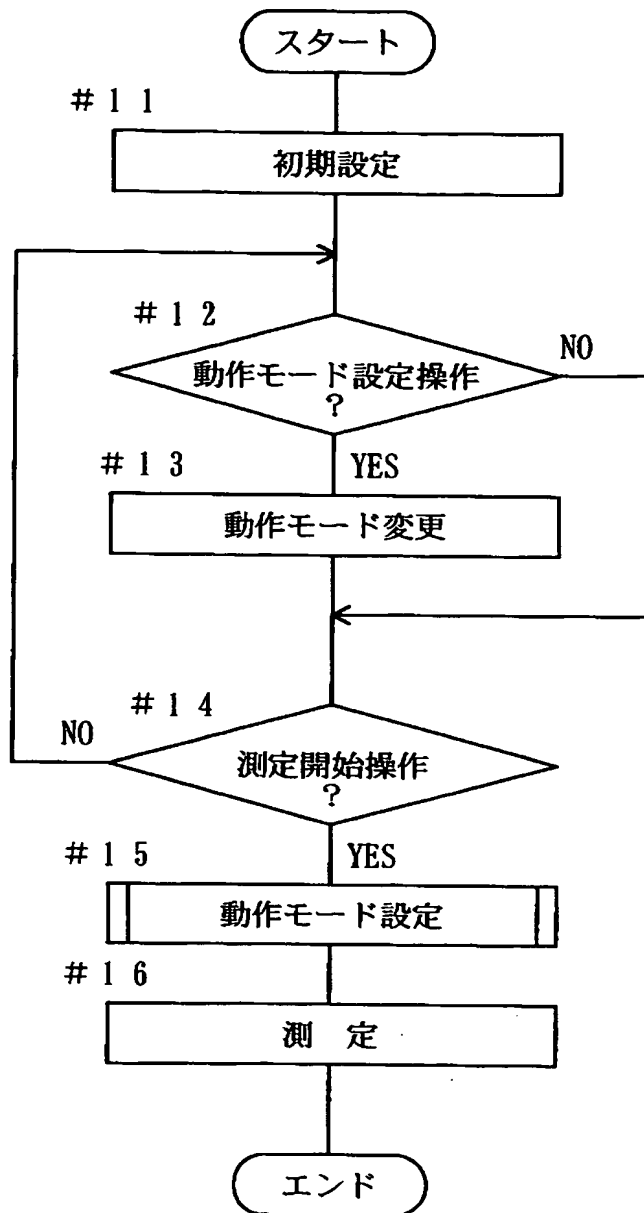 スタート
#11
初期設定
#12
動作モード設定操作
?
NO
#13
YES
動作モード変更
#14
NO
測定開始操作
?
#15
YES
動作モード設定
#16
測 定
エンド